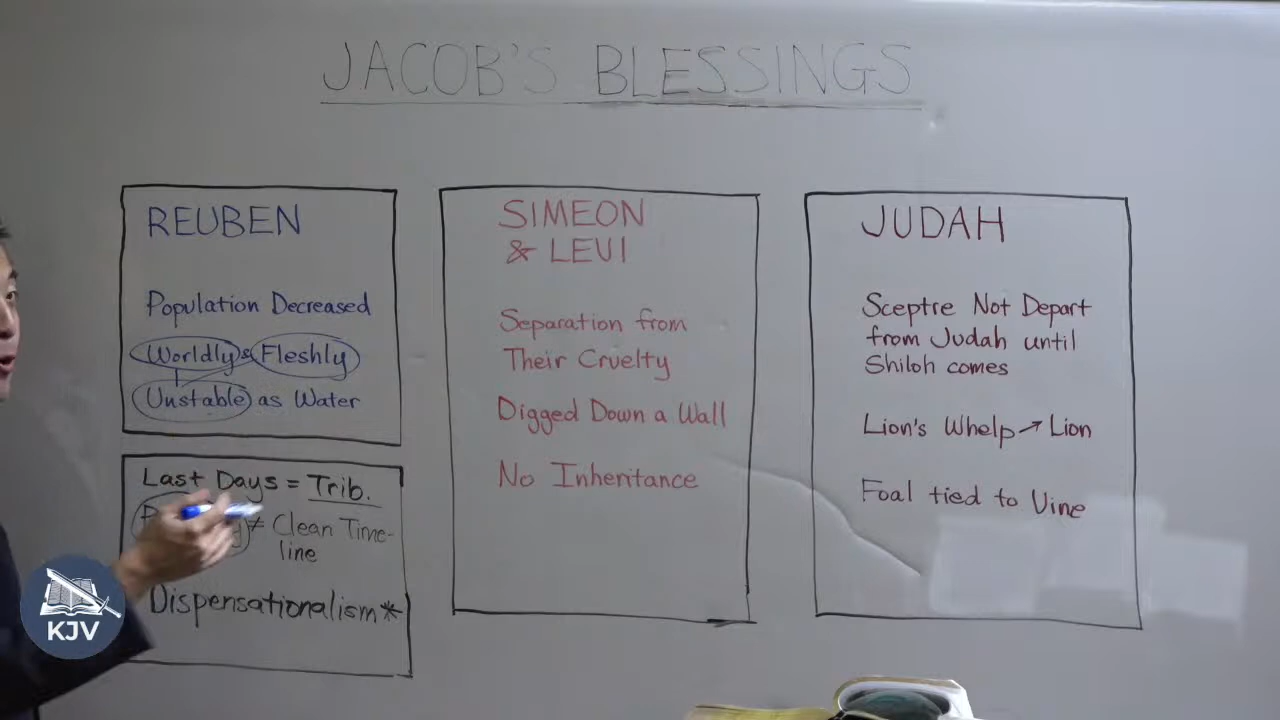 JACOB'S BLESSINGS
REUBEN
Population Decreased
Worldly & Fleshly
Unstable as Water
Last Days = Trib.
≠ Clean Time-
line
Dispensationalism*
SIMEON
& LEVI
Separation from
Their Cruelty
Digged Down a Wall
No Inheritance
JUDAH
Sceptre Not Depart
from Judah until
Shiloh comes
Lion's Whelp → Lion
Foal tied to Vine
KJV